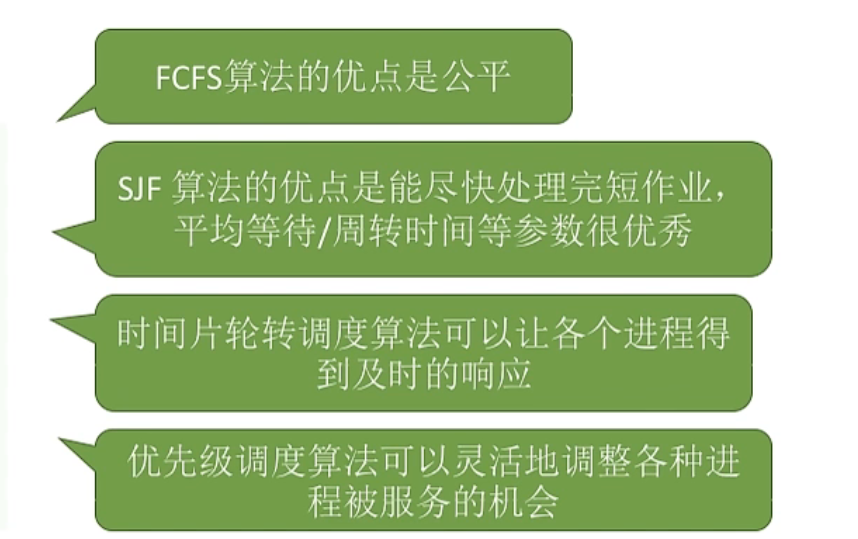 FCFS算法的优点是公平
SJF 算法的优点是能尽快处理完短作业，
平均等待/周转时间等参数很优秀
时间片轮转调度算法可以让各个进程得
到及时的响应
优先级调度算法可以灵活地调整各种进
程被服务的机会